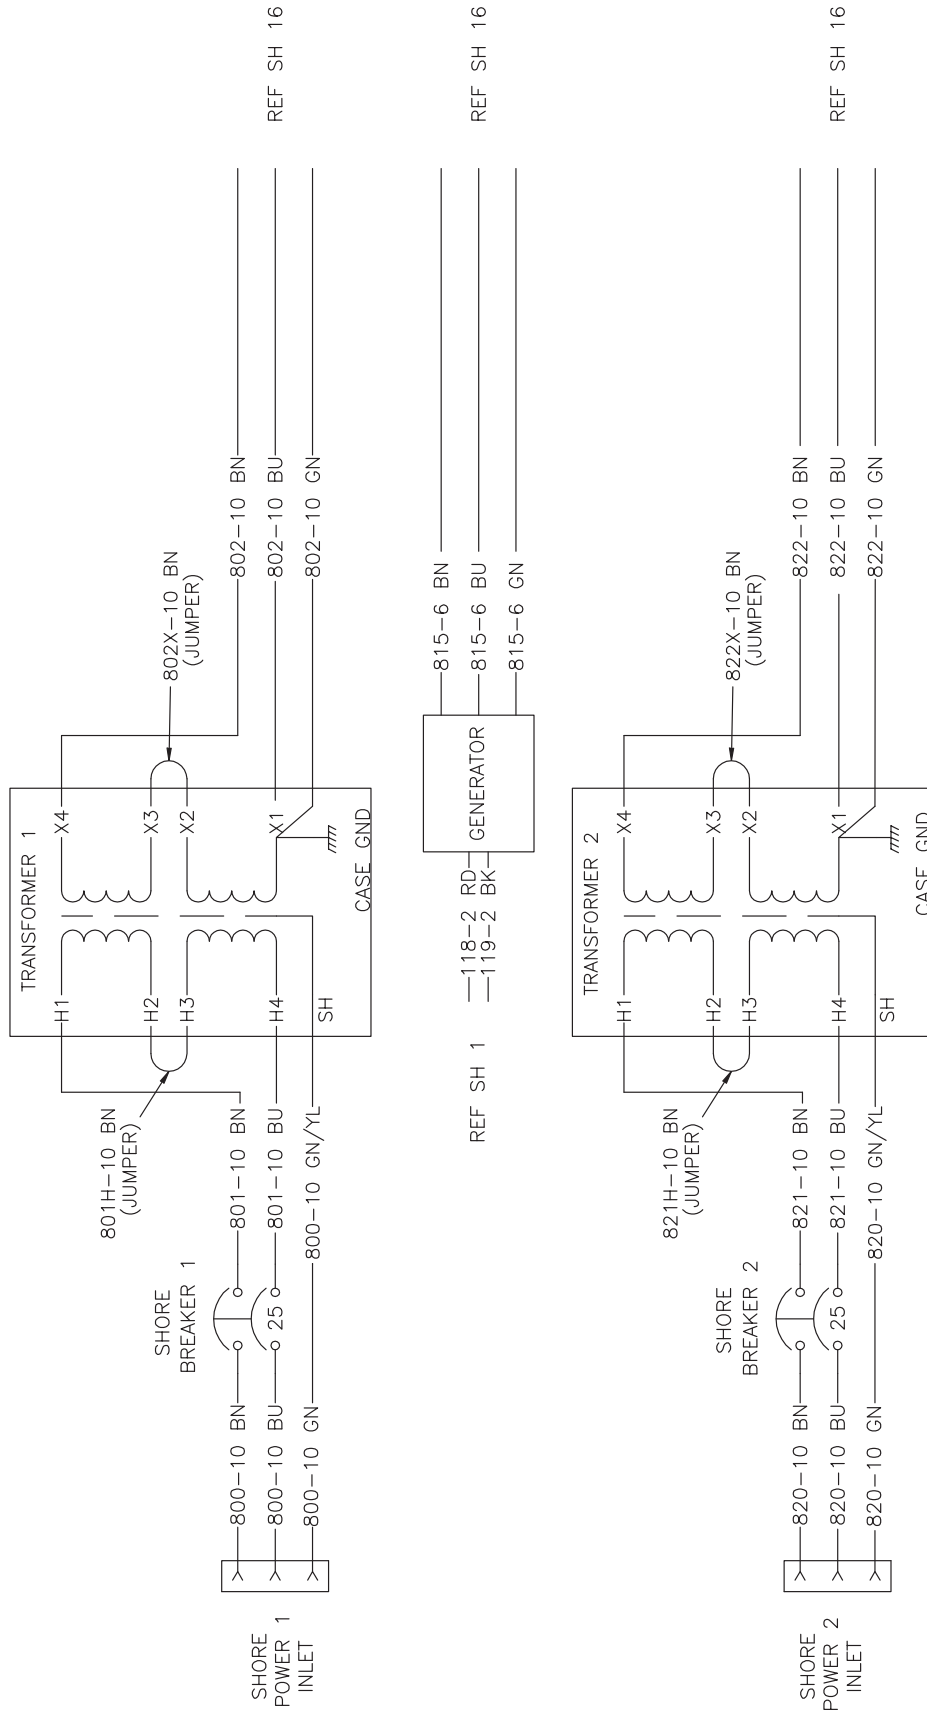 SHORE
POWER 1
INLET
800-10 BN
800-10 BU
800-10 GN
SHORE
BREAKER 1
25
801-10 BN
801-10 BU
800-10 GN/YL
801H-10 BN
(JUMPER)
TRANSFORMER 1
H1
H2
H3
H4
SH
X4
X3
X2
X1
CASE GND
802X-10 BN
(JUMPER)
802-10 BN
802-10 BU
802-10 GN
REF SH 16
REF SH 1
118-2 RD
119-2 BK
GENERATOR
815-6 BN
815-6 BU
815-6 GN
REF SH 16
SHORE
POWER 2
INLET
820-10 BN
820-10 BU
820-10 GN
SHORE
BREAKER 2
25
821-10 BN
821-10 BU
820-10 GN/YL
821H-10 BN
(JUMPER)
TRANSFORMER 2
H1
H2
H3
H4
SH
X4
X3
X2
X1
CASE GND
822X-10 BN
(JUMPER)
822-10 BN
822-10 BU
822-10 GN
REF SH 16